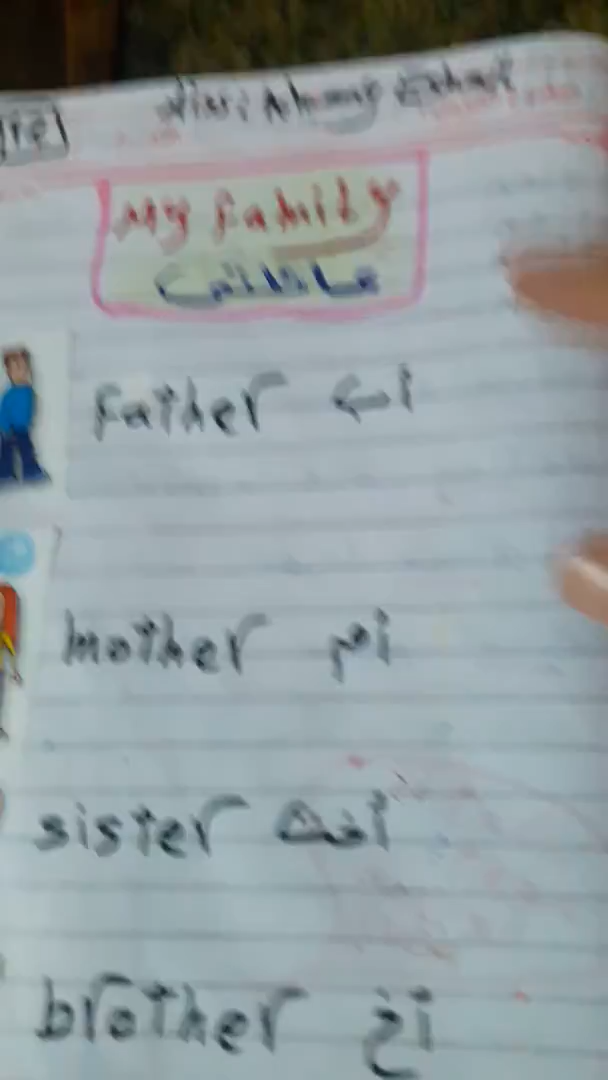 My Family
عائلتي
Father أب
mother أم
sister أخت
brother أخ